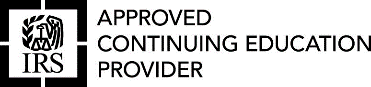 IRS
APPROVED
CONTINUING EDUCATION
PROVIDER